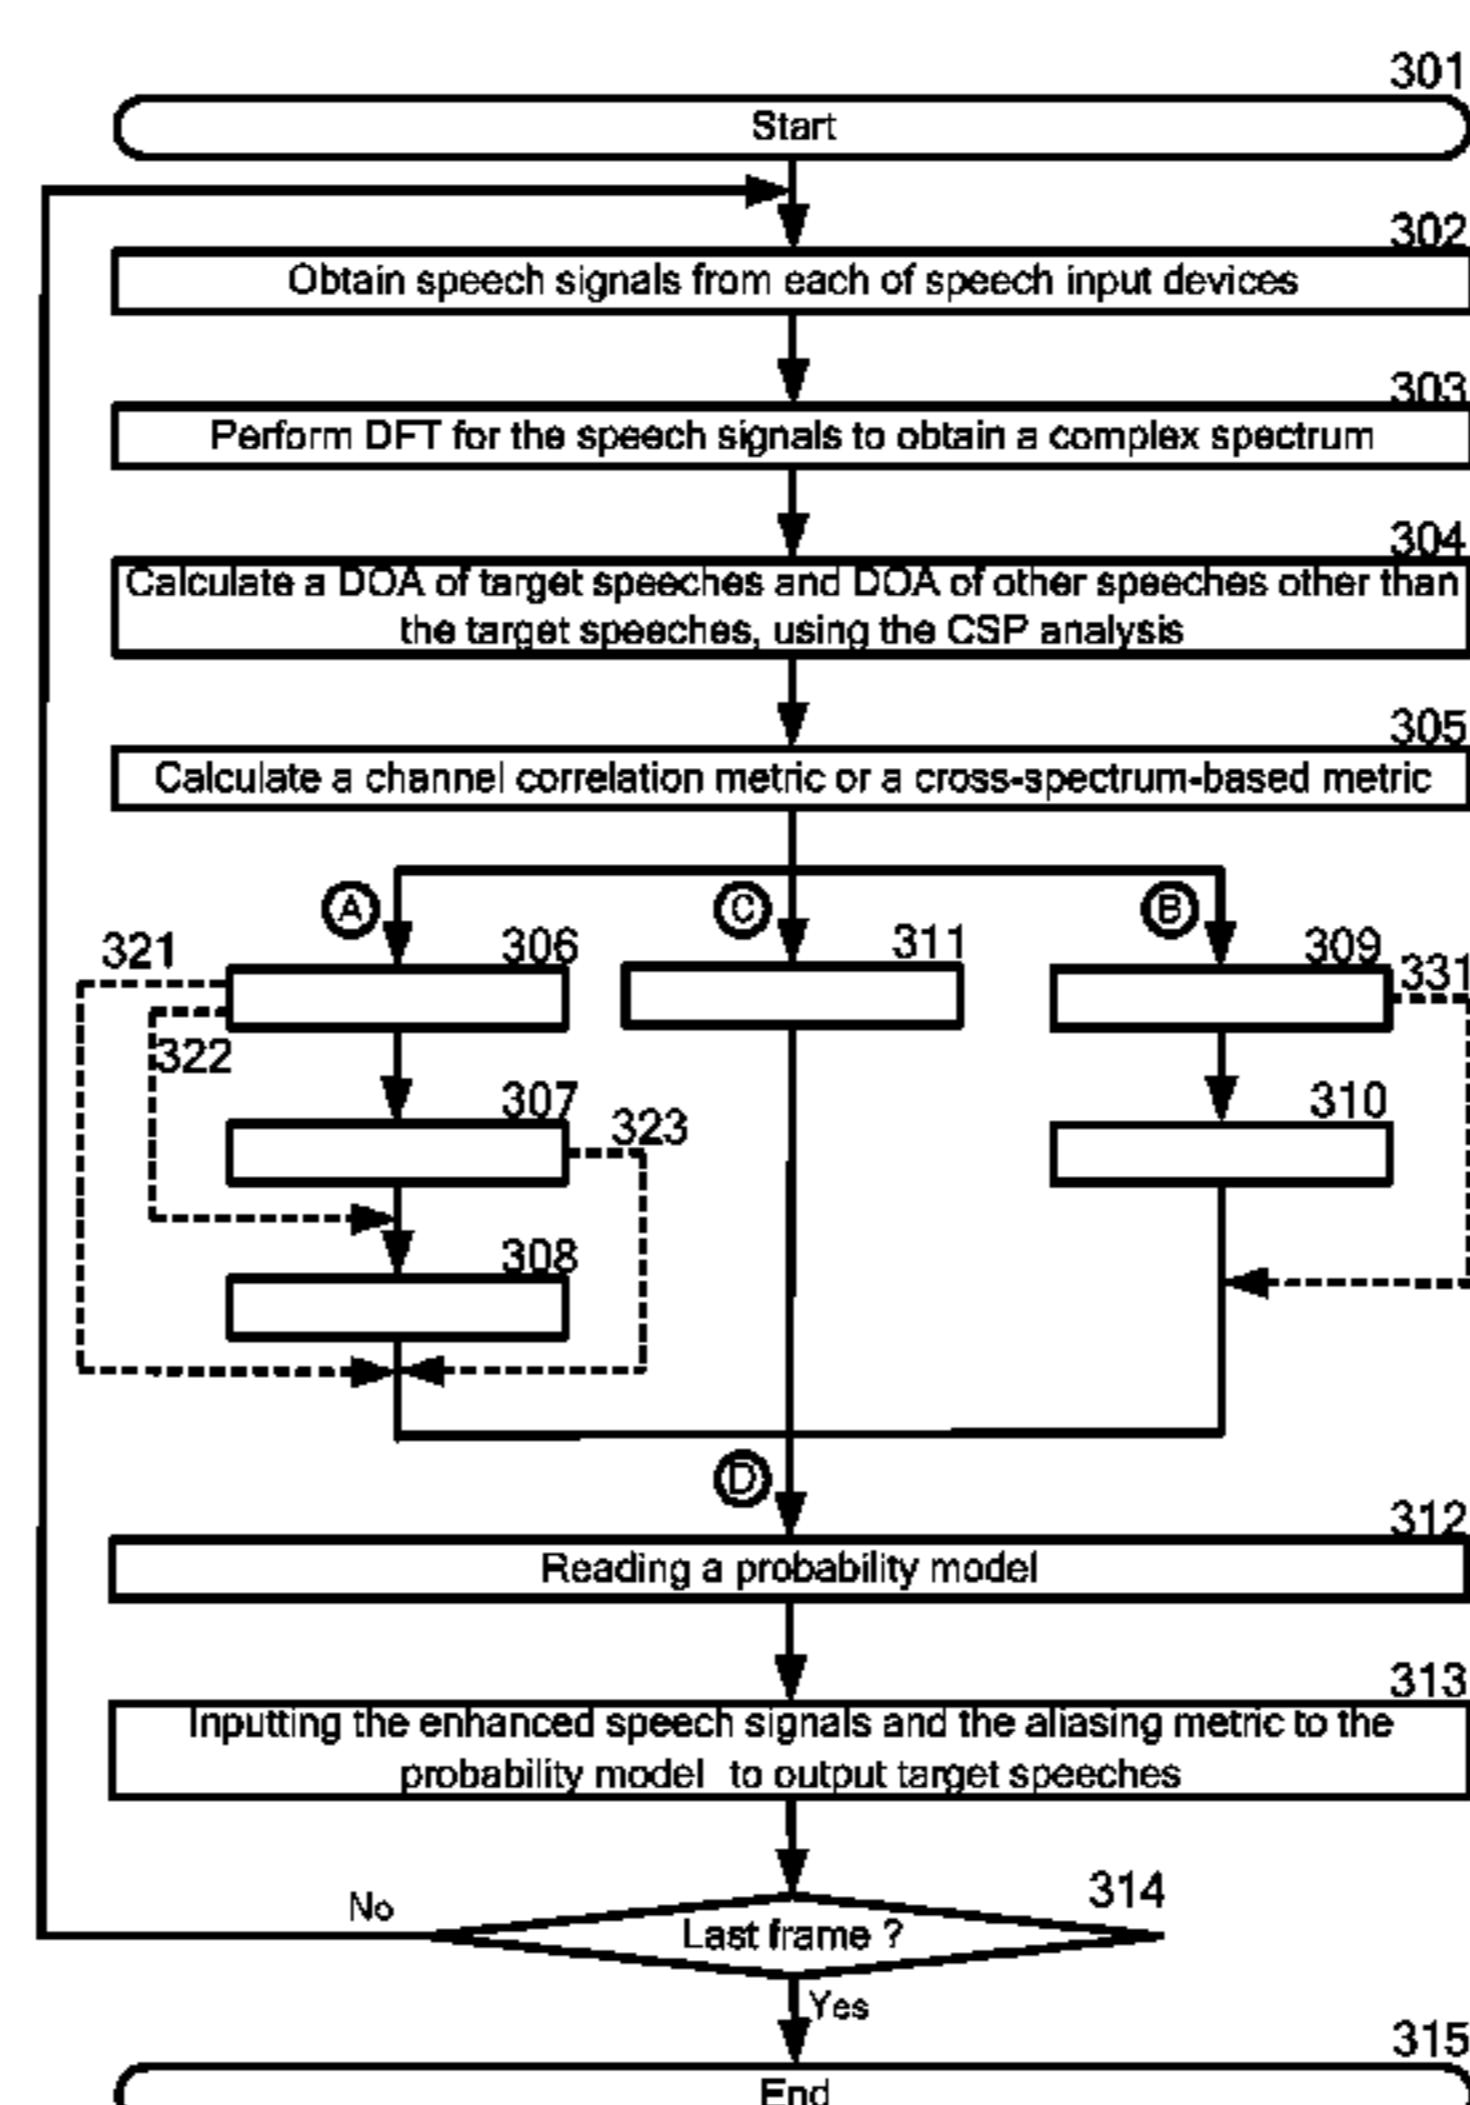 301
Start
302
Obtain speech signals from each of speech input devices
303
Perform DFT for the speech signals to obtain a complex spectrum
304
Calculate a DOA of target speeches and DOA of other speeches other than
the target speeches, using the CSP analysis
305
Calculate a channel correlation metric or a cross-spectrum-based metric
A
C
B
321
306
311
309
331
322
307
323
310
308
D
312
Reading a probability model
313
Inputting the enhanced speech signals and the aliasing metric to the
probability model to output target speeches
314
No
Last frame ?
Yes
315
End